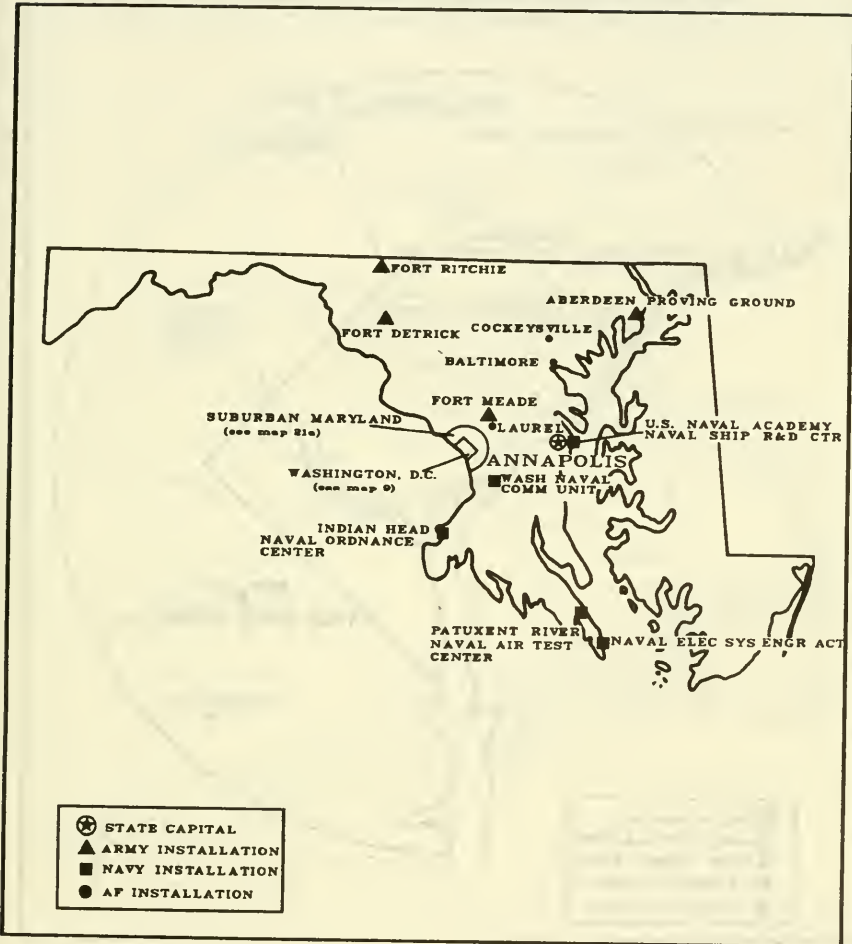 FORT RITCHIE
ABERDEEN PROVING GROUND
FORT DETRICK
COCKEYSVILLE
BALTIMORE
FORT MEADE
LAUREL
SUBURBAN MARYLAND
(see map 21a)
U.S. NAVAL ACADEMY
NAVAL SHIP R&D CTR
ANNAPOLIS
WASHINGTON, D.C.
(see map 9)
WASH NAVAL
COMM UNIT
INDIAN HEAD
NAVAL ORDNANCE
CENTER
PATUXENT RIVER
NAVAL AIR TEST
CENTER
NAVAL ELEC SYS ENGR ACT
STATE CAPITAL
ARMY INSTALLATION
NAVY INSTALLATION
AF INSTALLATION